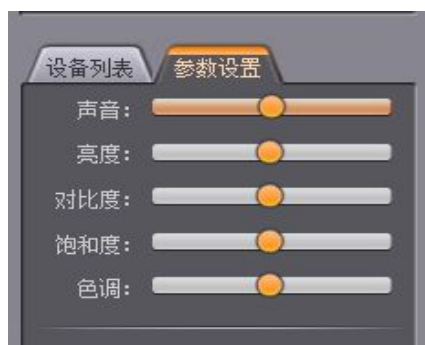 设备列表 参数设置
声音：
亮度：
对比度：
饱和度：
色调：